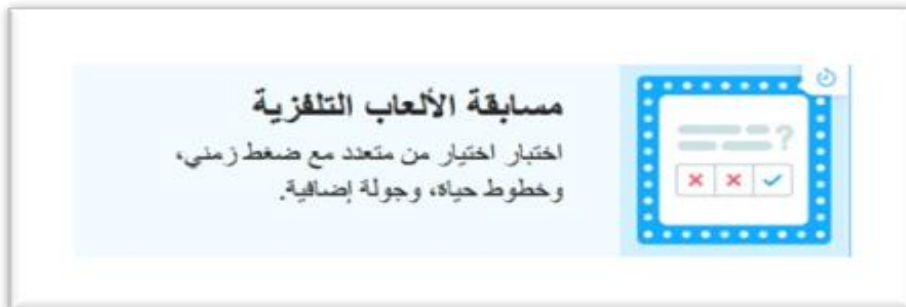 مسابقة الألعاب التلفزية
اختبار اختيار من متعدد مع ضغط زمني،
وخطوط حياة، وجولة إضافية.
?